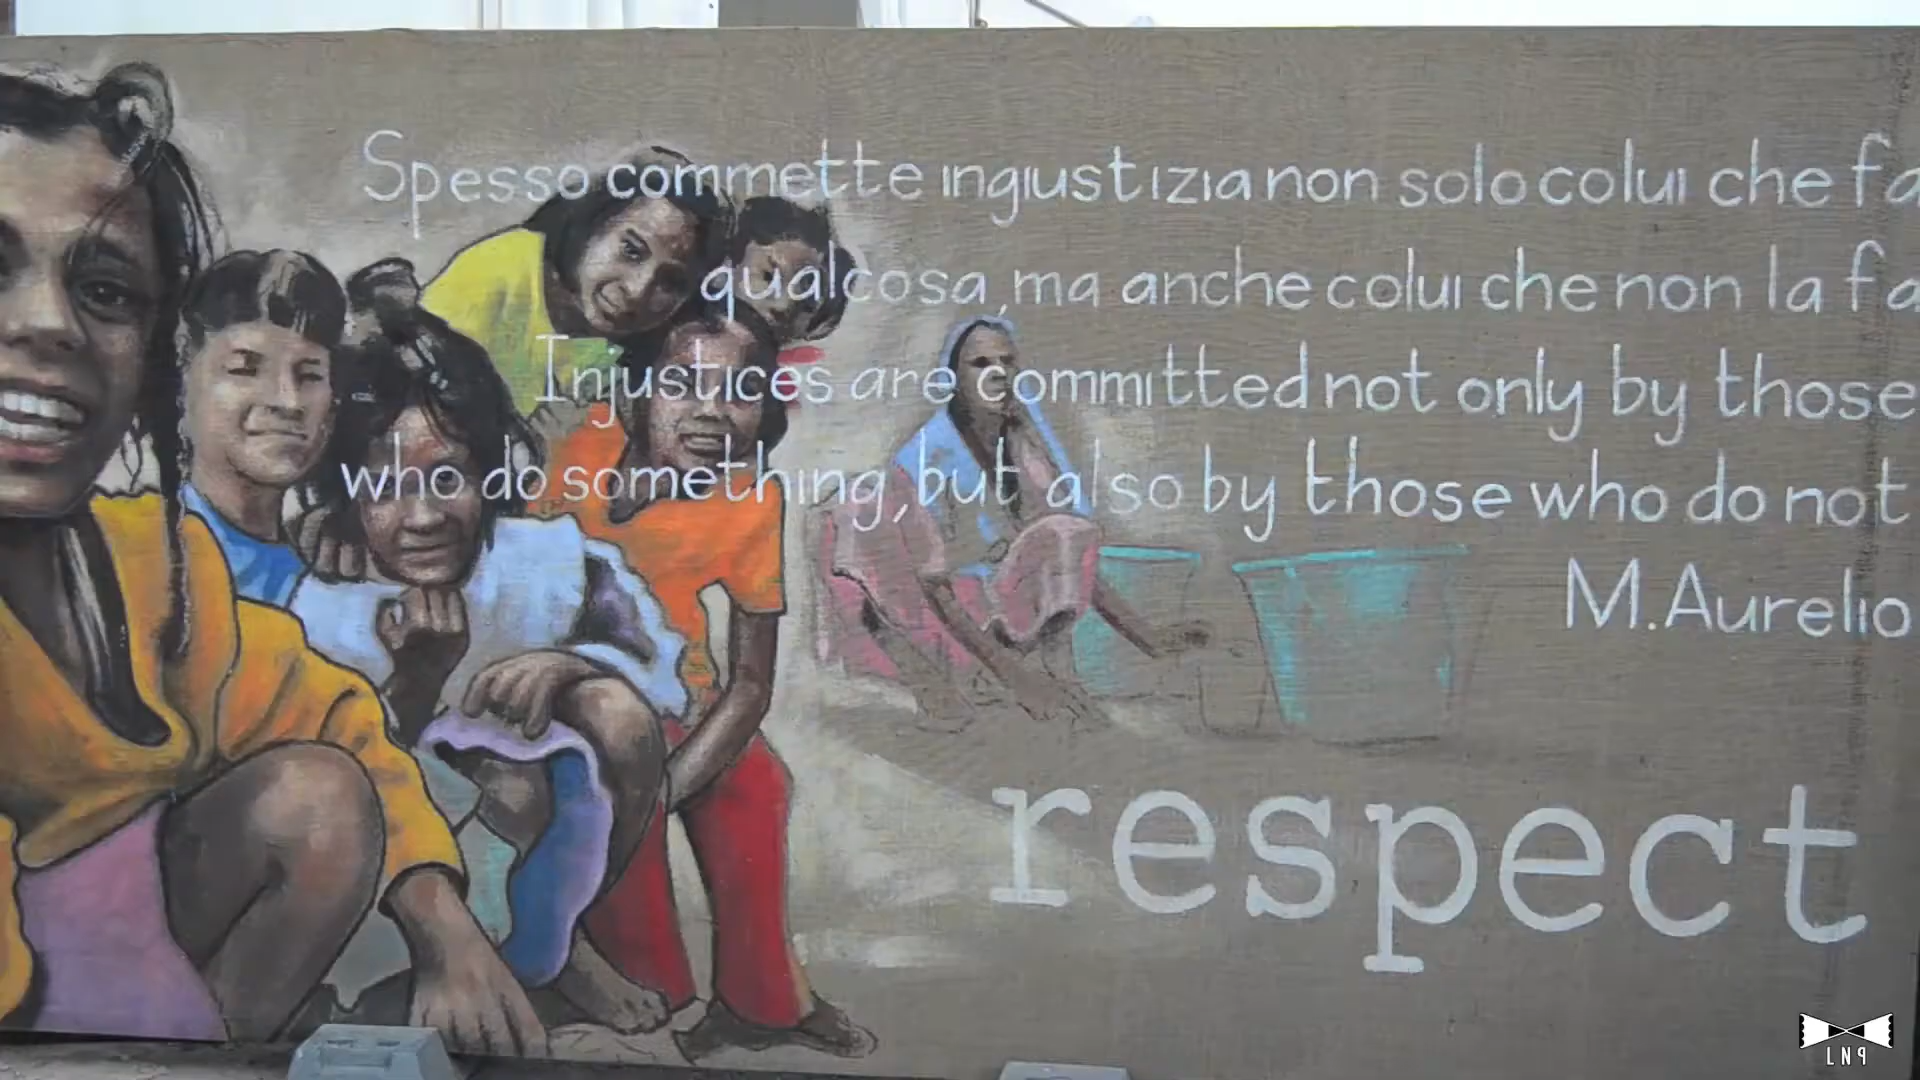 Spesso commette ingiustizia non solo colui che fa
qualcosa, ma anche colui che non la fa
Injustices are committed not only by those
who do something, but also by those who do not
M. Aurelio
respect
LNP